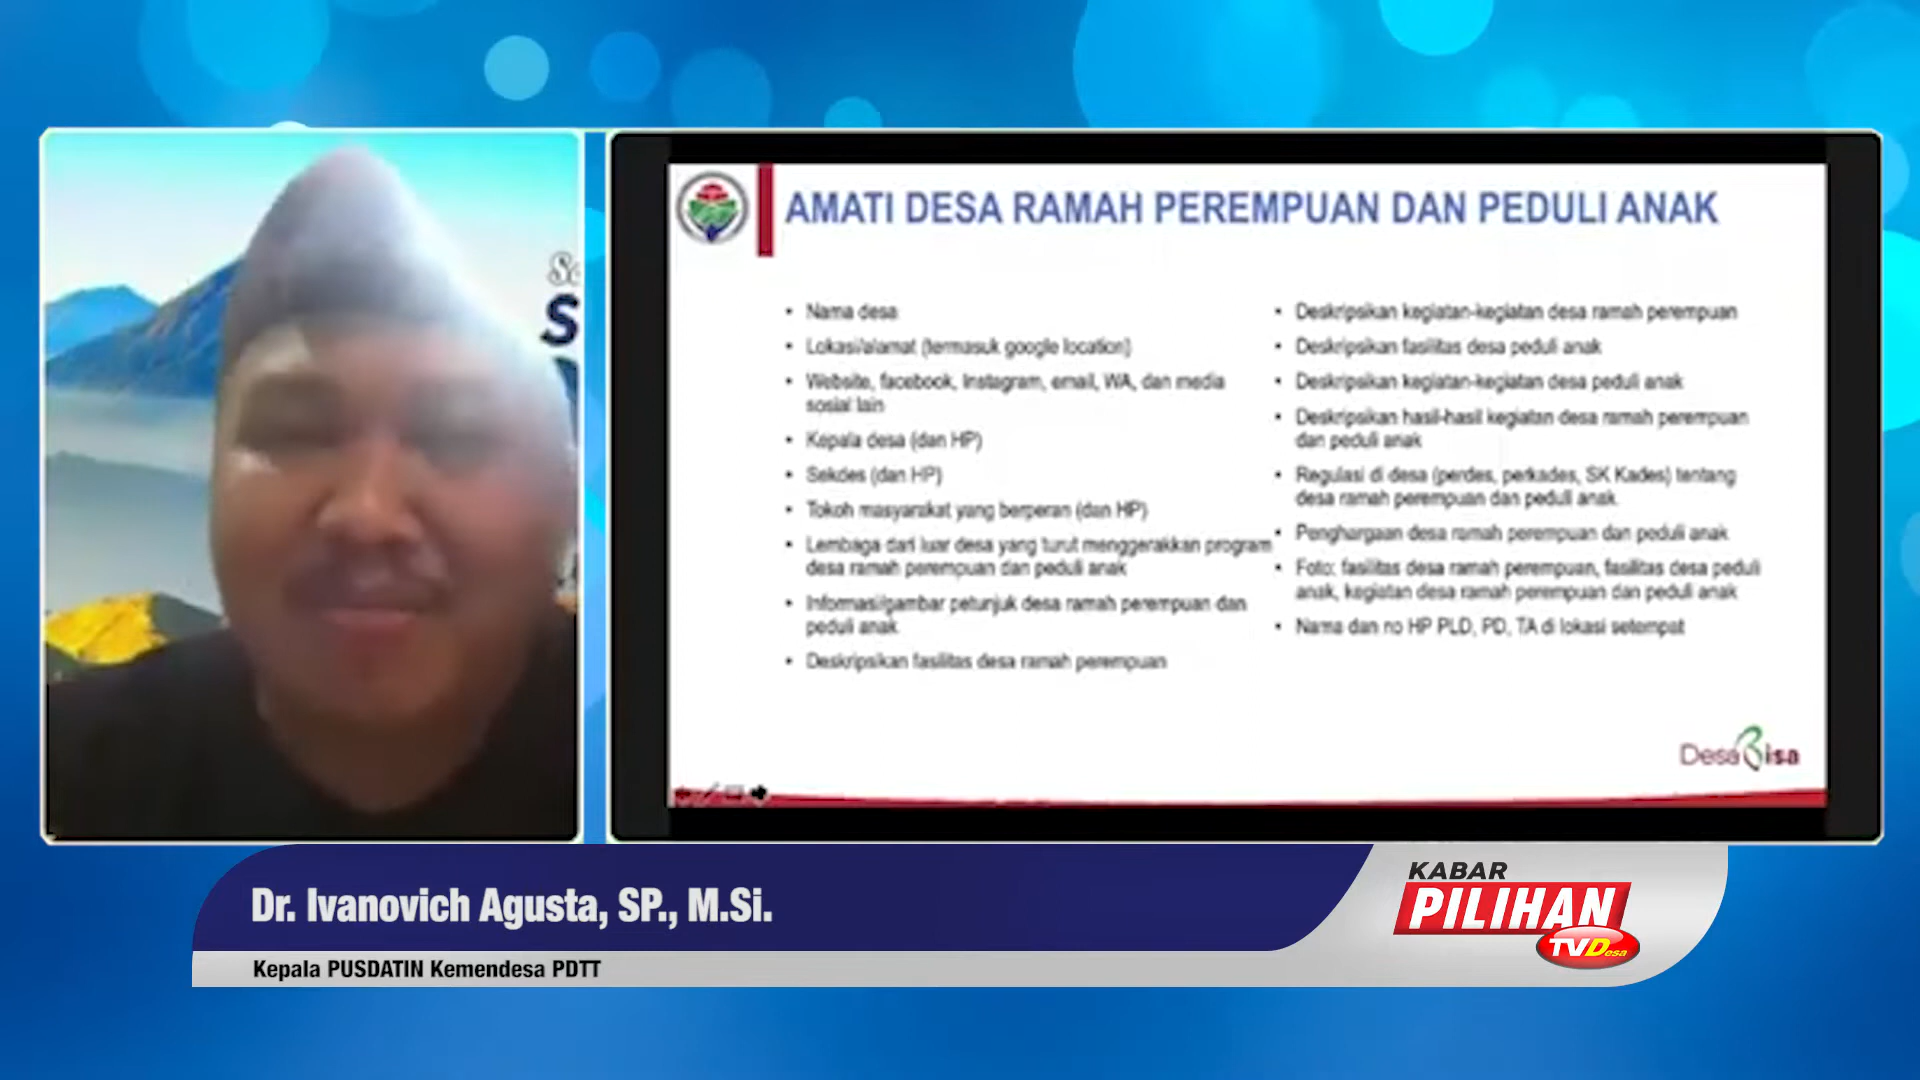 S
AMATI DESA RAMAH PEREMPUAN DAN PEDULI ANAK
• Nama desa
• Lokasi/alamat (termasuk google location)
• Website, facebook, Instagram, email, WA, dan media
sosial lain
• Kepala desa (dan HP)
• Sekdes (dan HP)
• Tokoh masyarakat yang berperan (dan HP)
• Lembaga dari luar desa yang turut menggerakkan program
desa ramah perempuan dan peduli anak
• Informasi/gambar petunjuk desa ramah perempuan dan
peduli anak
• Deskripsikan fasilitas desa ramah perempuan
• Deskripsikan kegiatan-kegiatan desa ramah perempuan
• Deskripsikan fasilitas desa peduli anak
• Deskripsikan kegiatan-kegiatan desa peduli anak
• Deskripsikan hasil-hasil kegiatan desa ramah perempuan
dan peduli anak
• Regulasi di desa (perdes, perkades, SK Kades) tentang
desa ramah perempuan dan peduli anak
• Penghargaan desa ramah perempuan dan peduli anak
• Foto: fasilitas desa ramah perempuan, fasilitas desa peduli
anak, kegiatan desa ramah perempuan dan peduli anak
• Nama dan no HP PLD, PD, TA di lokasi setempat
Desa Bisa
Dr. Ivanovich Agusta, SP., M.Si.
Kepala PUSDATIN Kemendesa PDTT
KABAR
PILIHAN
TVDesa